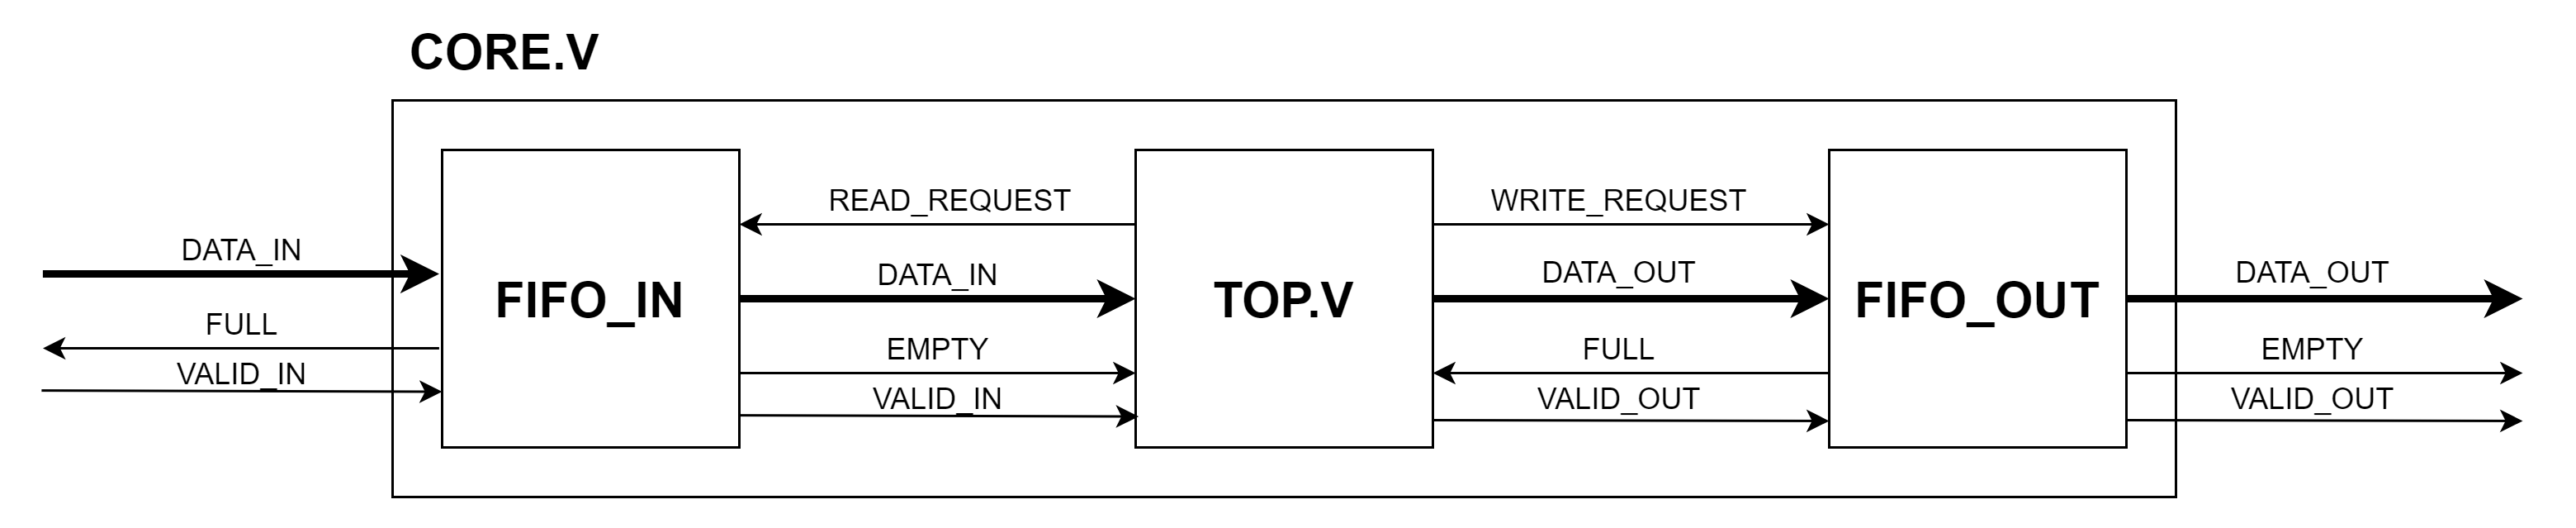 CORE.V
DATA_IN
FULL
VALID_IN
FIFO_IN
READ_REQUEST
DATA_IN
EMPTY
VALID_IN
TOP.V
WRITE_REQUEST
DATA_OUT
FULL
VALID_OUT
FIFO_OUT
DATA_OUT
EMPTY
VALID_OUT